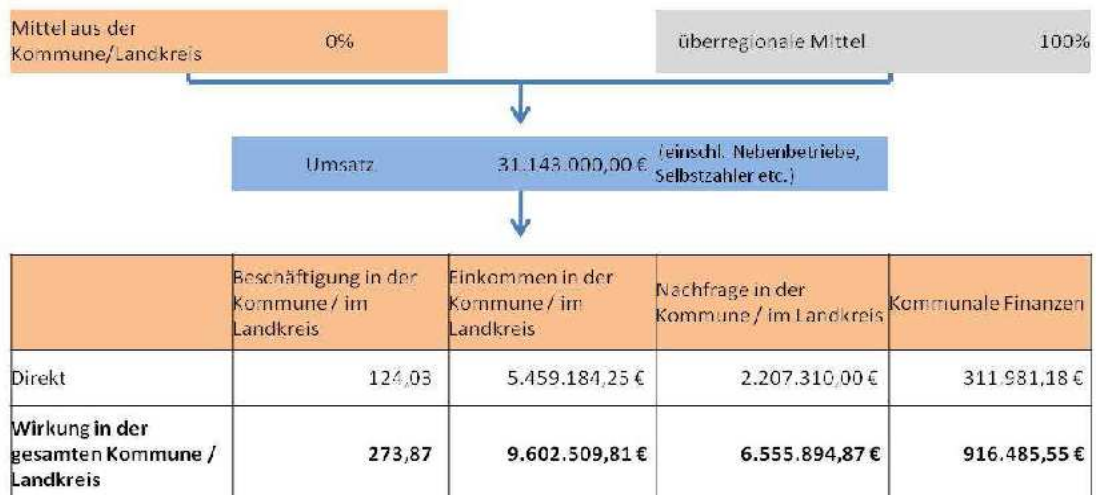 Mittel aus der
Kommune/Landkreis
0%
überregionale Mittel
100%
Umsatz
31.143.000,00 €
(einschl. Nebenbetriebe,
Selbstzahler etc.)
Beschäftigung in der
Kommune / im
Landkreis
Einkommen in der
Kommune / im
Landkreis
Nachfrage in der
Kommune / im Landkreis
Kommunale Finanzen
Direkt
124,03
5.459.184,25 €
2.207.310,00 €
311.981,18 €
Wirkung in der
gesamten Kommune /
Landkreis
273,87
9.602.509,81 €
6.555.894,87 €
916.485,55 €